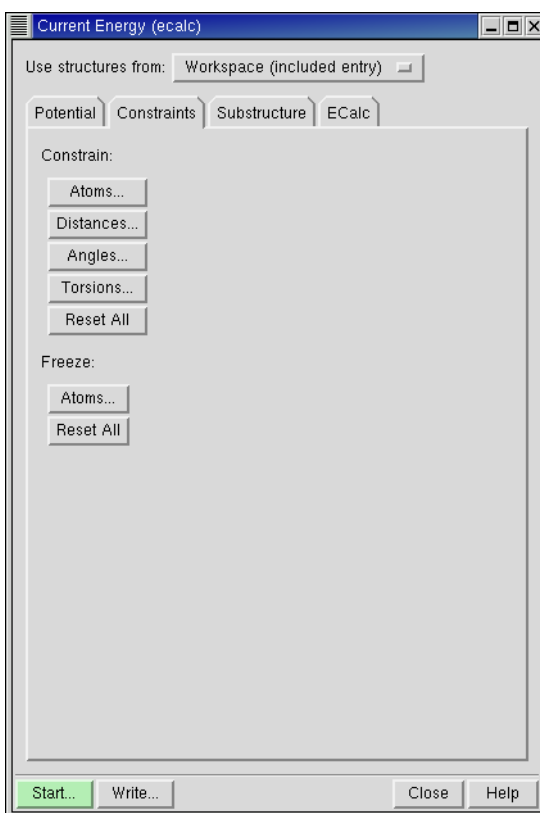 Current Energy (ecalc)
Use structures from: Workspace (included entry)
Potential Constraints Substructure ECalc
Constrain:
Atoms...
Distances...
Angles...
Torsions...
Reset All
Freeze:
Atoms...
Reset All
Start... Write... Close Help